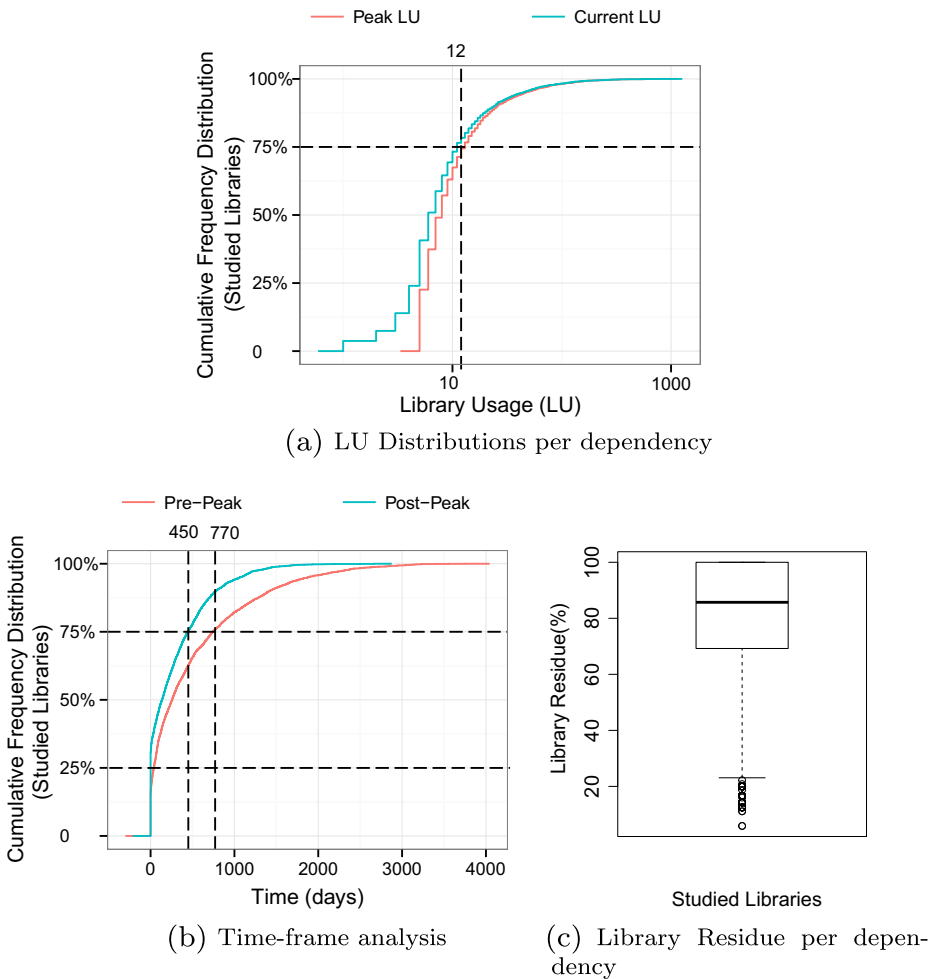 Peak LU Current LU
12
100%
75%
50%
25%
0
Cumulative Frequency Distribution
(Studied Libraries)
10 1000
Library Usage (LU)
(a) LU Distributions per dependency
Pre−Peak Post−Peak
450 770
100%
75%
50%
25%
0
Cumulative Frequency Distribution
(Studied Libraries)
0 1000 2000 3000 4000
Time (days)
(b) Time-frame analysis
100
80
60
40
20
Library Residue(%)
Studied Libraries
(c) Library Residue per depen-
dency